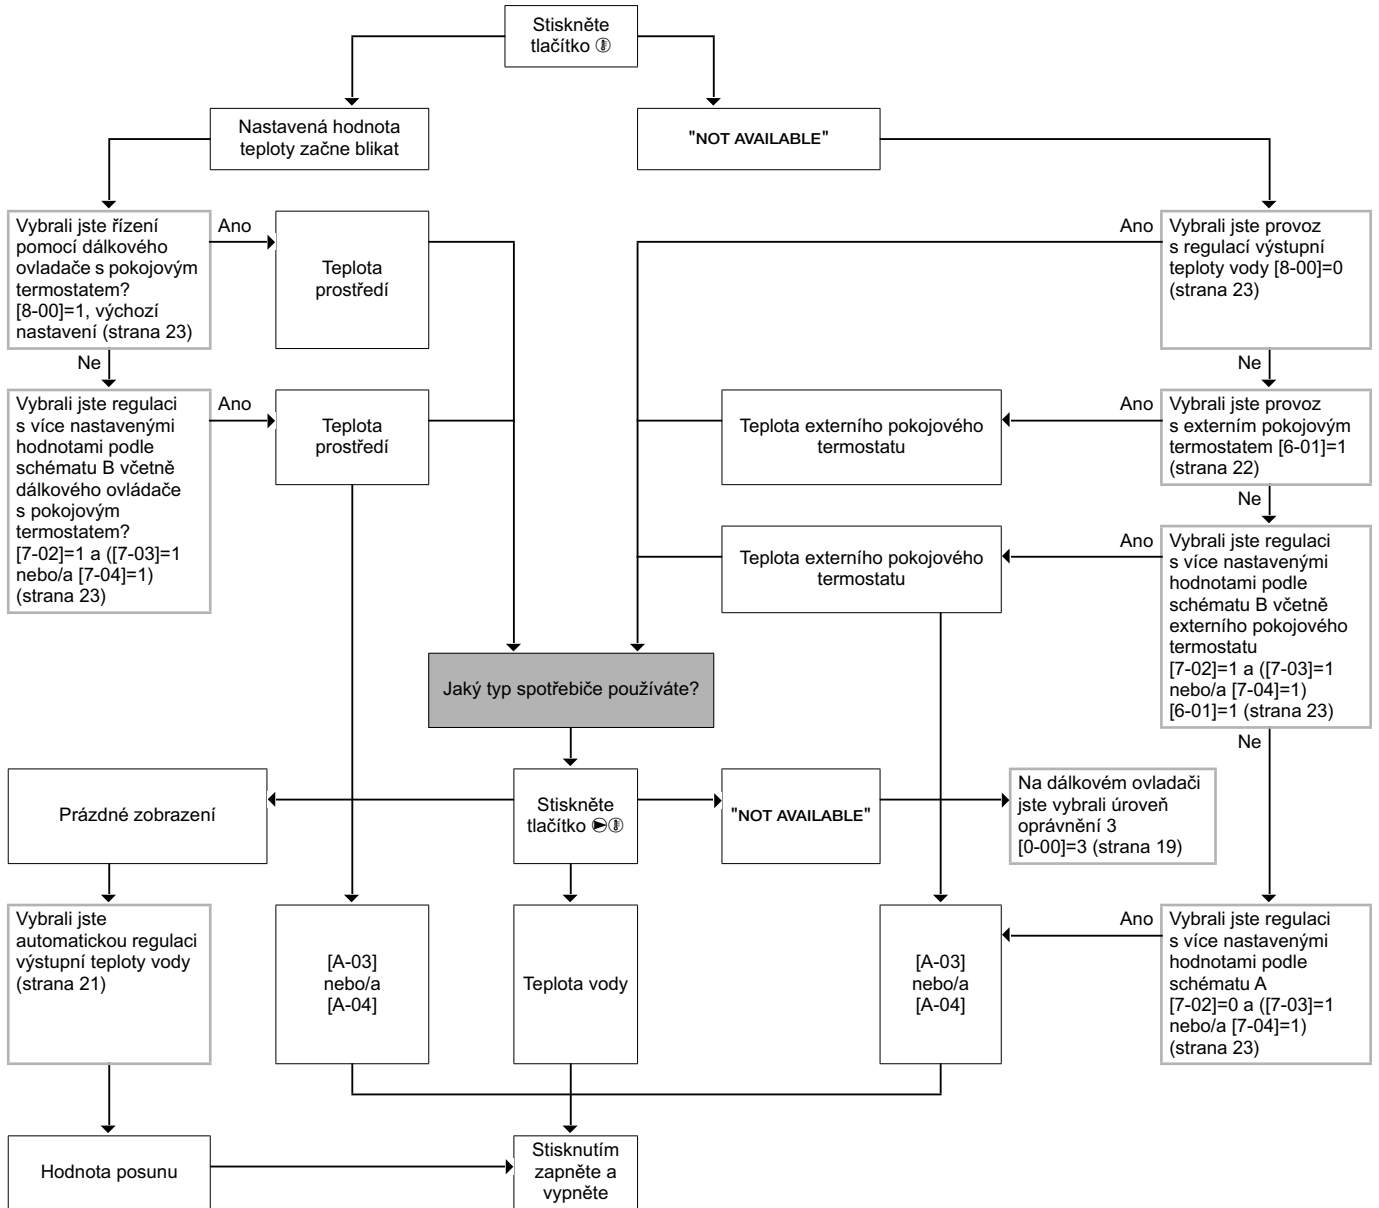 Stiskněte
tlačítko
Nastavená hodnota
teploty začne blikat
"NOT AVAILABLE"
Vybrali jste řízení
pomocí dálkového
ovladače s pokojovým
termostatem?
[8-00]=1, výchozí
nastavení (strana 23)
Ano
Teplota
prostředí
Ano
Vybrali jste provoz
s regulací výstupní
teploty vody [8-00]=0
(strana 23)
Ne
Ne
Vybrali jste regulaci
s více nastavenými
hodnotami podle
schématu B včetně
dálkového ovládače
s pokojovým
termostatem?
[7-02]=1 a ([7-03]=1
nebo/a [7-04]=1)
(strana 23)
Ano
Teplota
prostředí
Teplota externího pokojového
termostatu
Ano
Vybrali jste provoz
s externím pokojovým
termostatem [6-01]=1
(strana 22)
Ne
Teplota externího pokojového
termostatu
Ano
Vybrali jste regulaci
s více nastavenými
hodnotami podle
schématu B včetně
externího pokojového
termostatu
[7-02]=1 a ([7-03]=1
nebo/a [7-04]=1)
[6-01]=1 (strana 23)
Ne
Jaký typ spotřebiče používáte?
Prázdné zobrazení
Stiskněte
tlačítko
"NOT AVAILABLE"
Na dálkovém ovladači
jste vybrali úroveň
oprávnění 3
[0-00]=3 (strana 19)
Vybrali jste
automatickou regulaci
výstupní teploty vody
(strana 21)
[A-03]
nebo/a
[A-04]
Teplota vody
[A-03]
nebo/a
[A-04]
Ano
Vybrali jste regulaci
s více nastavenými
hodnotami podle
schématu A
[7-02]=0 a ([7-03]=1
nebo/a [7-04]=1)
(strana 23)
Hodnota posunu
Stisknutím
zapněte a
vypněte